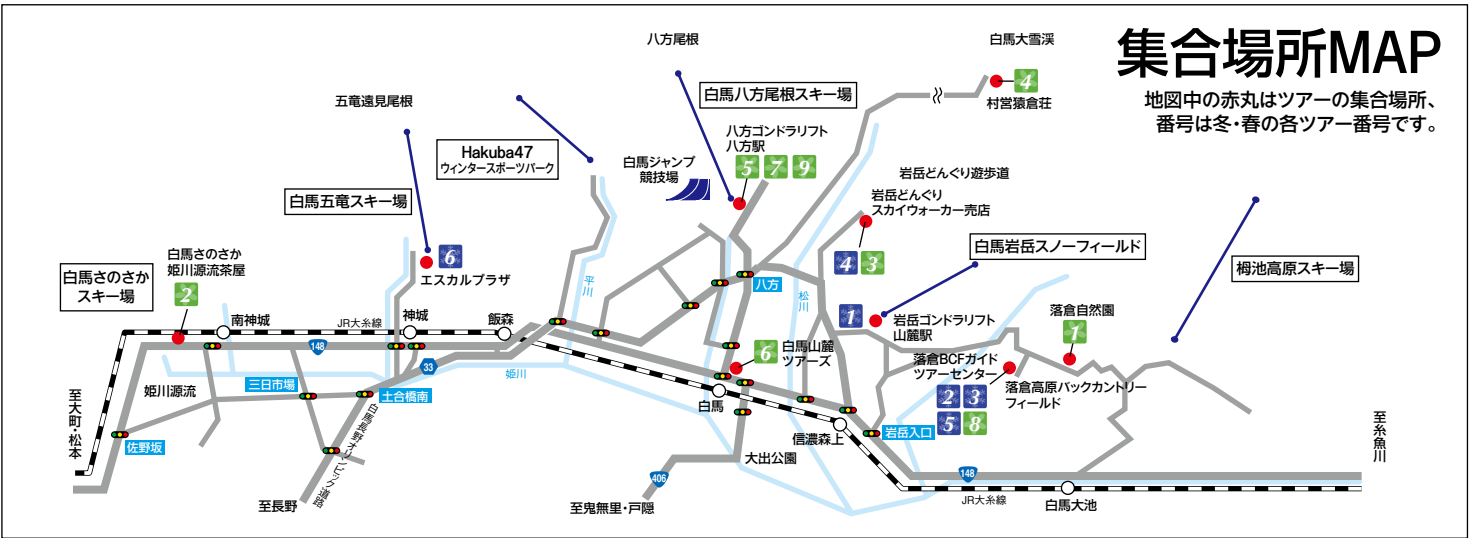 集合場所MAP
地図中の赤丸はツアーの集合場所、
番号は冬・春の各ツアー番号です。
八方尾根
白馬大雪渓
4
村営猿倉荘
五竜遠見尾根
白馬八方尾根スキー場
Hakuba47
ウィンタースポーツパーク
八方ゴンドラリフト
八方駅
5 7 9
白馬ジャンプ
競技場
岩岳どんぐり遊歩道
岩岳どんぐり
スカイウォーカー売店
4 3
白馬五竜スキー場
6
エスカルプラザ
白馬岩岳スノーフィールド
栂池高原スキー場
白馬さのさか
スキー場
白馬さのさか
姫川源流茶屋
2
平川
八方
松川
1
岩岳ゴンドラリフト
山麓駅
落倉自然園
1
南神城
JR大糸線
神城
飯森
148
33
姫川
6
白馬山麓
ツアーズ
落倉BCFガイド
ツアーセンター
2 3
5 8
落倉高原バックカントリー
フィールド
姫川源流
三日市場
土合橋南
白馬
至大町・松本
佐野坂
白馬長野オリンピック道路
信濃森上
岩岳入口
至糸魚川
大出公園
406
148
至長野
至鬼無里・戸隠
JR大糸線
白馬大池